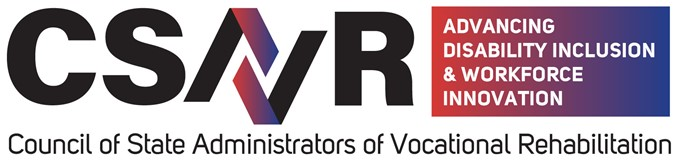 CSAVR
ADVANCING
DISABILITY INCLUSION
& WORKFORCE
INNOVATION
Council of State Administrators of Vocational Rehabilitation